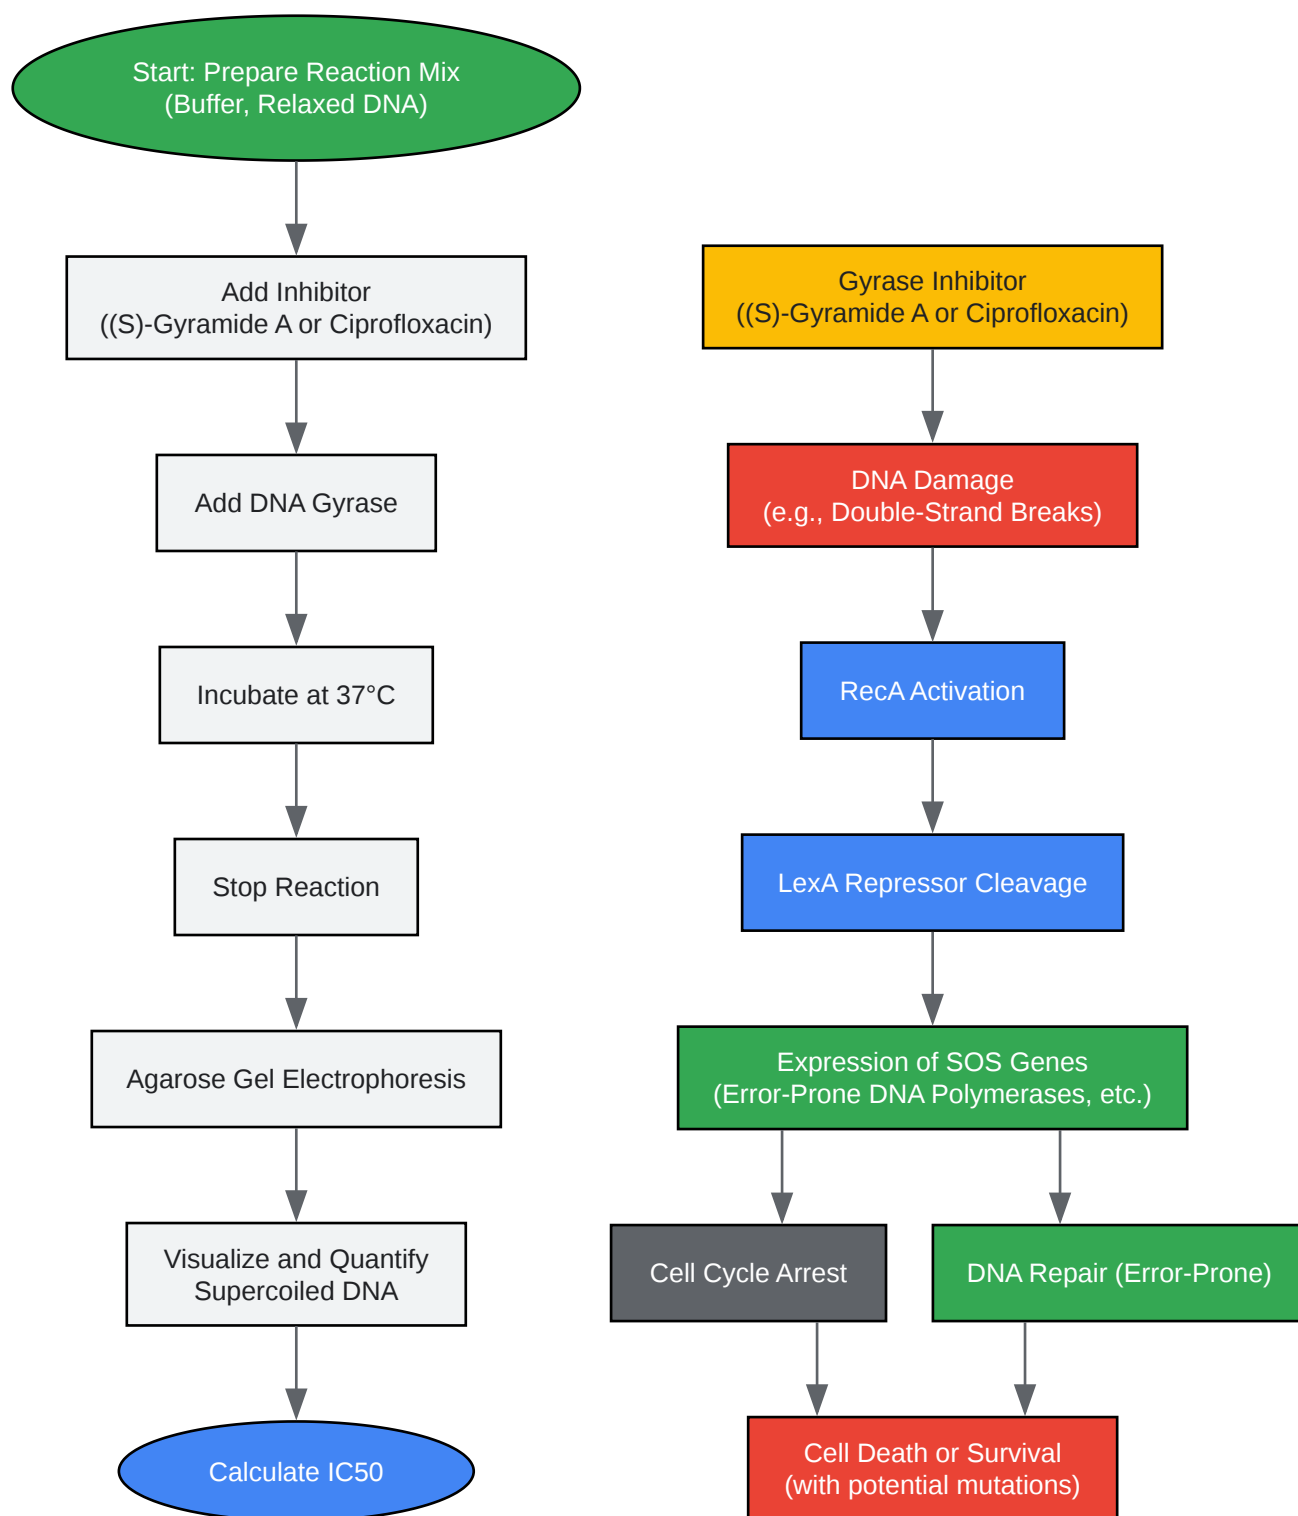 Start: Prepare Reaction Mix
(Buffer, Relaxed DNA)
Add Inhibitor
((S)-Gyramide A or Ciprofloxacin)
Add DNA Gyrase
Incubate at 37°C
Stop Reaction
Agarose Gel Electrophoresis
Visualize and Quantify
Supercoiled DNA
Calculate IC50
Gyrase Inhibitor
((S)-Gyramide A or Ciprofloxacin)
DNA Damage
(e.g., Double-Strand Breaks)
RecA Activation
LexA Repressor Cleavage
Expression of SOS Genes
(Error-Prone DNA Polymerases, etc.)
Cell Cycle Arrest
DNA Repair (Error-Prone)
Cell Death or Survival
(with potential mutations)